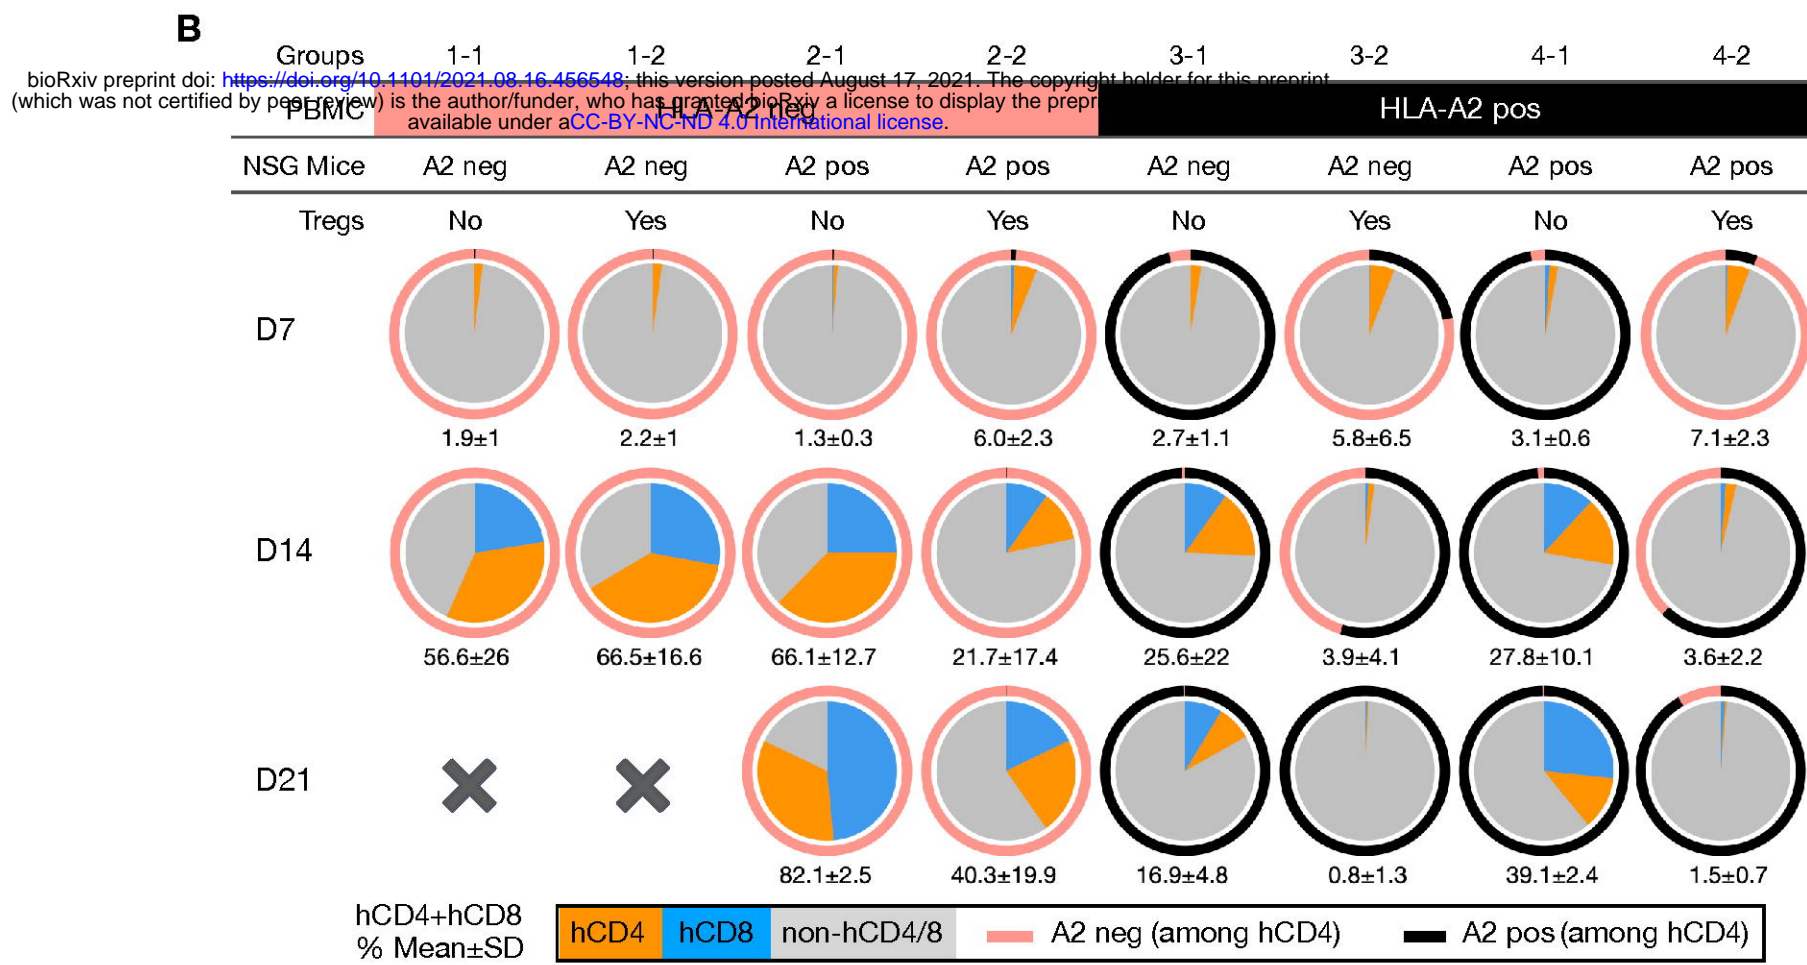 B
Groups 1-1 1-2 2-1 2-2 3-1 3-2 4-1 4-2
bioRxiv preprint doi: https://doi.org/10.1101/2021.08.16.456548; this version posted August 17, 2021. The copyright holder for this preprint
(which was not certified by peer review) is the author/funder, who has granted bioRxiv a license to display the prepr
PBMC HLA-A2 neg HLA-A2 pos
available under aCC-BY-NC-ND 4.0 International license.
NSG Mice A2 neg A2 neg A2 pos A2 pos A2 neg A2 neg A2 pos A2 pos
Tregs No Yes No Yes No Yes No Yes
D7
1.9±1 2.2±1 1.3±0.3 6.0±2.3 2.7±1.1 5.8±6.5 3.1±0.6 7.1±2.3
D14
56.6±26 66.5±16.6 66.1±12.7 21.7±17.4 25.6±22 3.9±4.1 27.8±10.1 3.6±2.2
D21
82.1±2.5 40.3±19.9 16.9±4.8 0.8±1.3 39.1±2.4 1.5±0.7
hCD4+hCD8
% Mean±SD
hCD4 hCD8 non-hCD4/8 A2 neg (among hCD4) A2 pos (among hCD4)